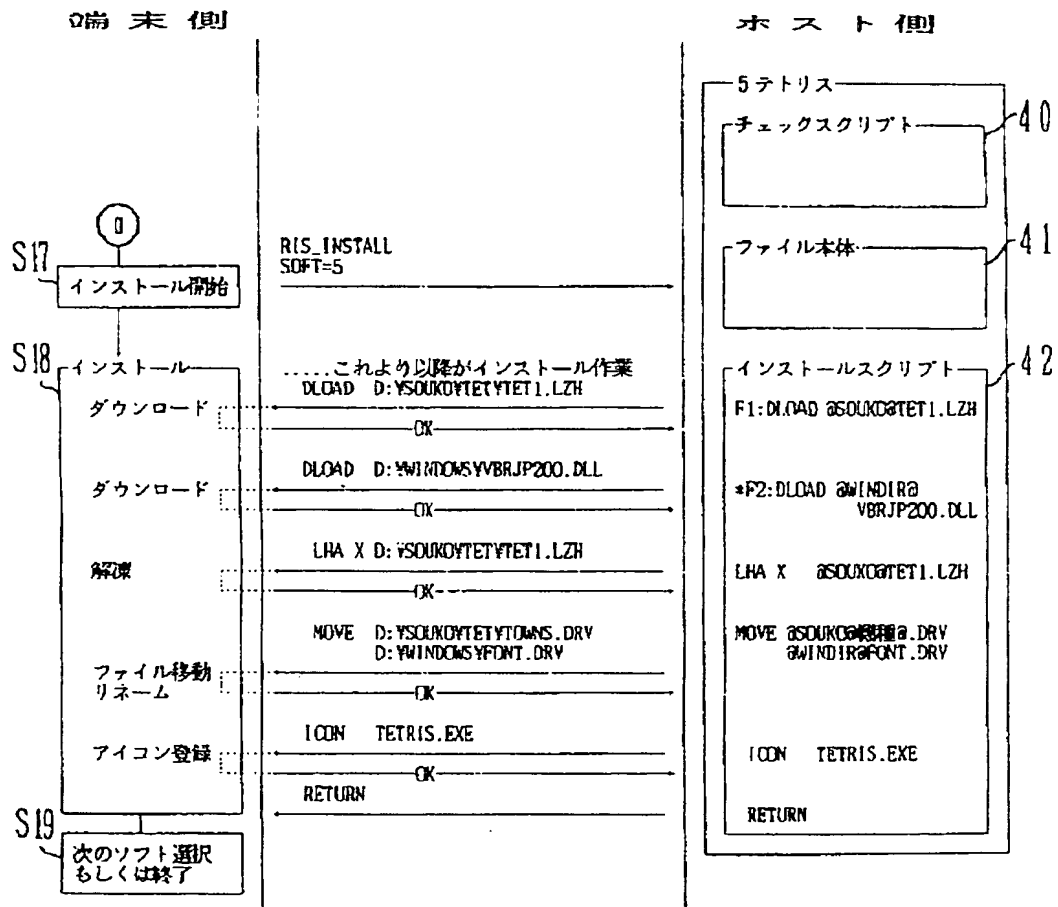 端末側
ホスト側
5テトリス
チェックスクリプト
40
ファイル本体
41
S17
インストール開始
RIS_INSTALL
SOFT=5
S18
インストール
.....これより以降がインストール作業
インストールスクリプト
42
ダウンロード
DLOAD D:¥SOUKO¥TET¥TET1.LZH
OK
F1:DLOAD @SOUKO@TET1.LZH
ダウンロード
DLOAD D:¥WINDOWS¥VBRJP200.DLL
OK
*F2:DLOAD @WINDIR@
VBRJP200.DLL
解凍
LHA X D:¥SOUKO¥TET¥TET1.LZH
OK
LHA X @SOUKO@TET1.LZH
ファイル移動
リネーム
MOVE D:¥SOUKO¥TET¥TOWNS.DRV
D:¥WINDOWS¥FONT.DRV
OK
MOVE @SOUKO@機種@.DRV
@WINDIR@FONT.DRV
アイコン登録
ICON TETRIS.EXE
OK
ICON TETRIS.EXE
RETURN
RETURN
S19
次のソフト選択
もしくは終了